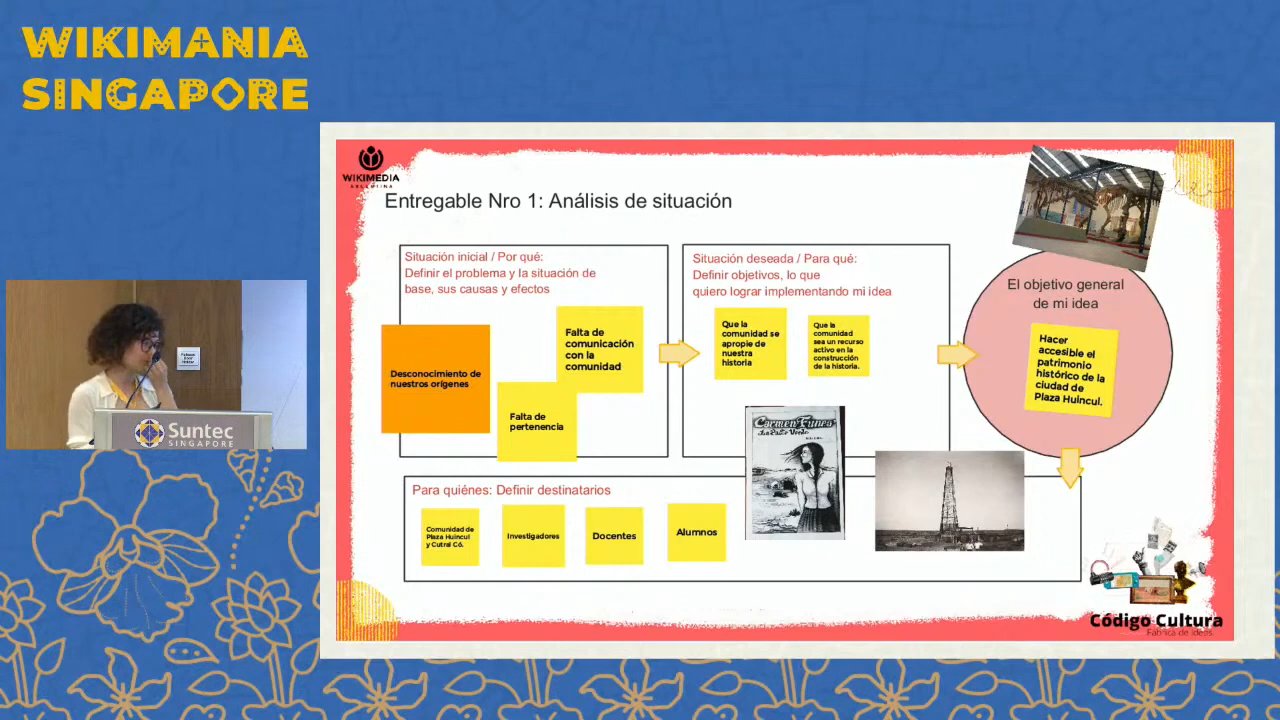 WIKIMANIA
SINGAPORE
WIKIMEDIA
ARGENTINA
Entregable Nro 1: Análisis de situación
Situación inicial / Por qué:
Definir el problema y la situación de
base, sus causas y efectos
Desconocimiento de
nuestros orígenes
Falta de
comunicación
con la
comunidad
Falta de
pertenencia
Situación deseada / Para qué:
Definir objetivos, lo que
quiero lograr implementando mi idea
Que la
comunidad se
apropie de
nuestra
historia
Que la
comunidad
sea un recurso
activo en la
construcción
de la historia.
El objetivo general
de mi idea
Hacer
accesible el
patrimonio
histórico de la
ciudad de
Plaza Huincul.
Para quiénes: Definir destinatarios
Comunidad de
Plaza Huincul
y Cutral Có.
Investigadores
Docentes
Alumnos
Carmen Funes
La Pasto Verde
Código Cultura
Fábrica de Ideas
Suntec
SINGAPORE